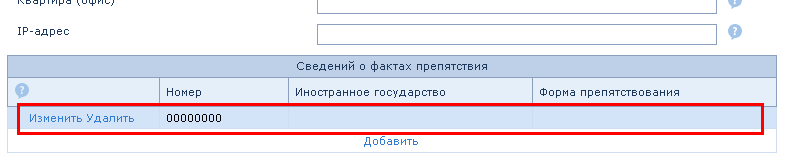 Квартира (офис)
?
IP-адрес
?
Сведений о фактах препятствия
? Номер Иностранное государство Форма препятствования
Изменить Удалить 00000000
Добавить